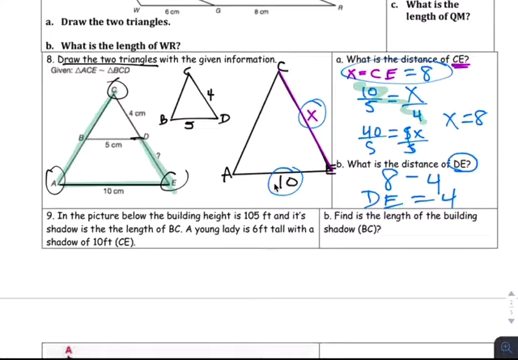 W 6 cm G 8 cm R
c. What is the
length of QM?
a. Draw the two triangles.
b. What is the length of WR?
8. Draw the two triangles with the given information.
Given: △ACE ~ △BCD
C
4 cm
B D
5 cm
?
A E
10 cm
C
4
B D
5
C
X
A E
10
a. What is the distance of CE?
X = CE = 8
10/5 = X/4
40/5 = 5x/5
X = 8
b. What is the distance of DE?
8 - 4
DE = 4
9. In the picture below the building height is 105 ft and it's
shadow is the the length of BC. A young lady is 6ft tall with a
shadow of 10ft (CE).
b. Find is the length of the building
shadow (BC)?
A